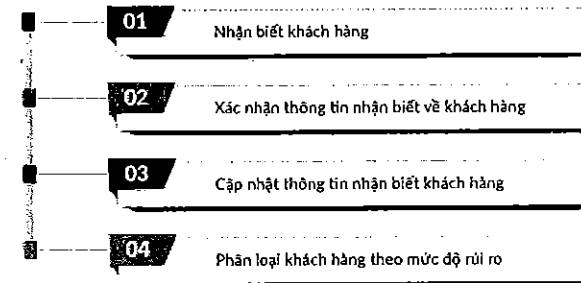 01
Nhận biết khách hàng
02
Xác nhận thông tin nhận biết về khách hàng
03
Cập nhật thông tin nhận biết khách hàng
04
Phân loại khách hàng theo mức độ rủi ro